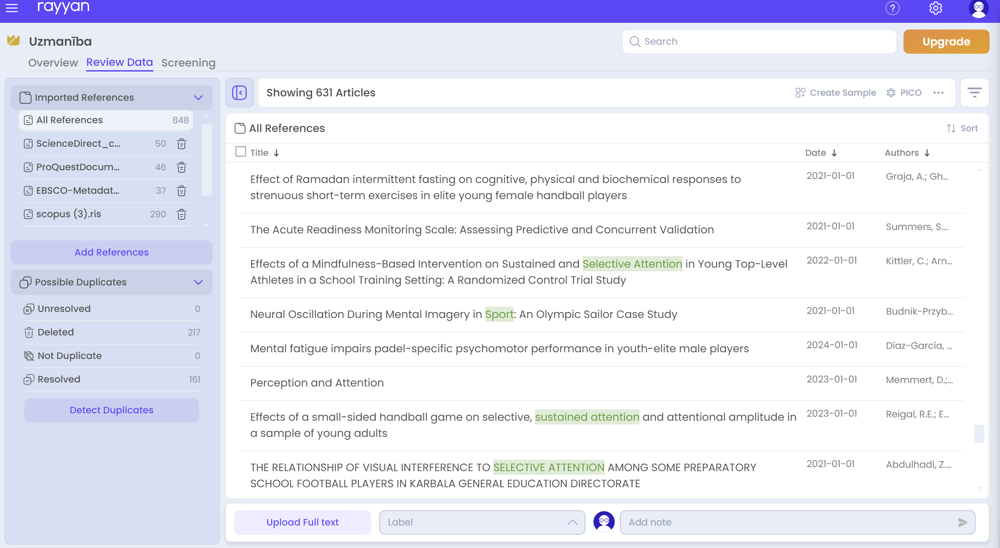 rayyan
?
Uzmanība
Search
Upgrade
Overview Review Data Screening
Imported References
All References 848
ScienceDirect_c... 50
ProQuestDocum... 46
EBSCO-Metadat... 37
scopus (3).ris 290
Add References
Possible Duplicates
Unresolved 0
Deleted 217
Not Duplicate 0
Resolved 161
Detect Duplicates
Showing 631 Articles
Create Sample PICO ...
All References
Sort
Title Date Authors
Effect of Ramadan intermittent fasting on cognitive, physical and biochemical responses to 2021-01-01 Graja, A.; Gh...
strenuous short-term exercises in elite young female handball players
The Acute Readiness Monitoring Scale: Assessing Predictive and Concurrent Validation 2021-01-01 Summers, S....
Effects of a Mindfulness-Based Intervention on Sustained and Selective Attention in Young Top-Level 2022-01-01 Kittler, C.; Arn...
Athletes in a School Training Setting: A Randomized Control Trial Study
Neural Oscillation During Mental Imagery in Sport: An Olympic Sailor Case Study 2021-01-01 Budnik-Przyb...
Mental fatigue impairs padel-specific psychomotor performance in youth-elite male players 2024-01-01 Díaz-García, ...
Perception and Attention 2023-01-01 Memmert, D.;...
Effects of a small-sided handball game on selective, sustained attention and attentional amplitude in 2023-01-01 Reigal, R.E.; E...
a sample of young adults
THE RELATIONSHIP OF VISUAL INTERFERENCE TO SELECTIVE ATTENTION AMONG SOME PREPARATORY 2021-01-01 Abdulhadi, Z....
SCHOOL FOOTBALL PLAYERS IN KARBALA GENERAL EDUCATION DIRECTORATE
Upload Full text Label Add note